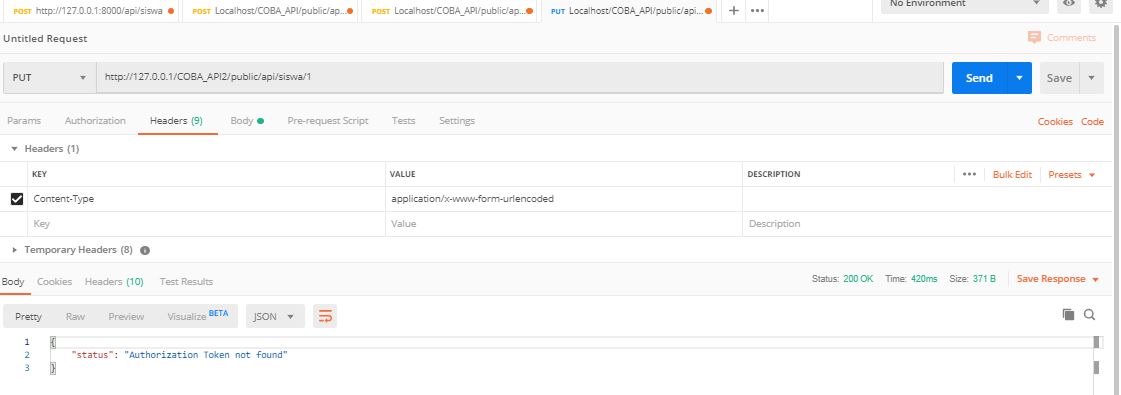 POST http://127.0.0.1:8000/api/siswa POST Localhost/COBA_API/public/ap... POST Localhost/COBA_API/public/ap... PUT Localhost/COBA_API/public/api... + ••• No Environment
Untitled Request Comments
PUT http://127.0.0.1/COBA_API2/public/api/siswa/1 Send Save
Params Authorization Headers (9) Body Pre-request Script Tests Settings Cookies Code
Headers (1)
KEY VALUE DESCRIPTION ••• Bulk Edit Presets
Content-Type application/x-www-form-urlencoded
Key Value Description
Temporary Headers (8) i
Body Cookies Headers (10) Test Results Status: 200 OK Time: 420ms Size: 371 B Save Response
Pretty Raw Preview Visualize BETA JSON
1 {
2 "status": "Authorization Token not found"
3 }